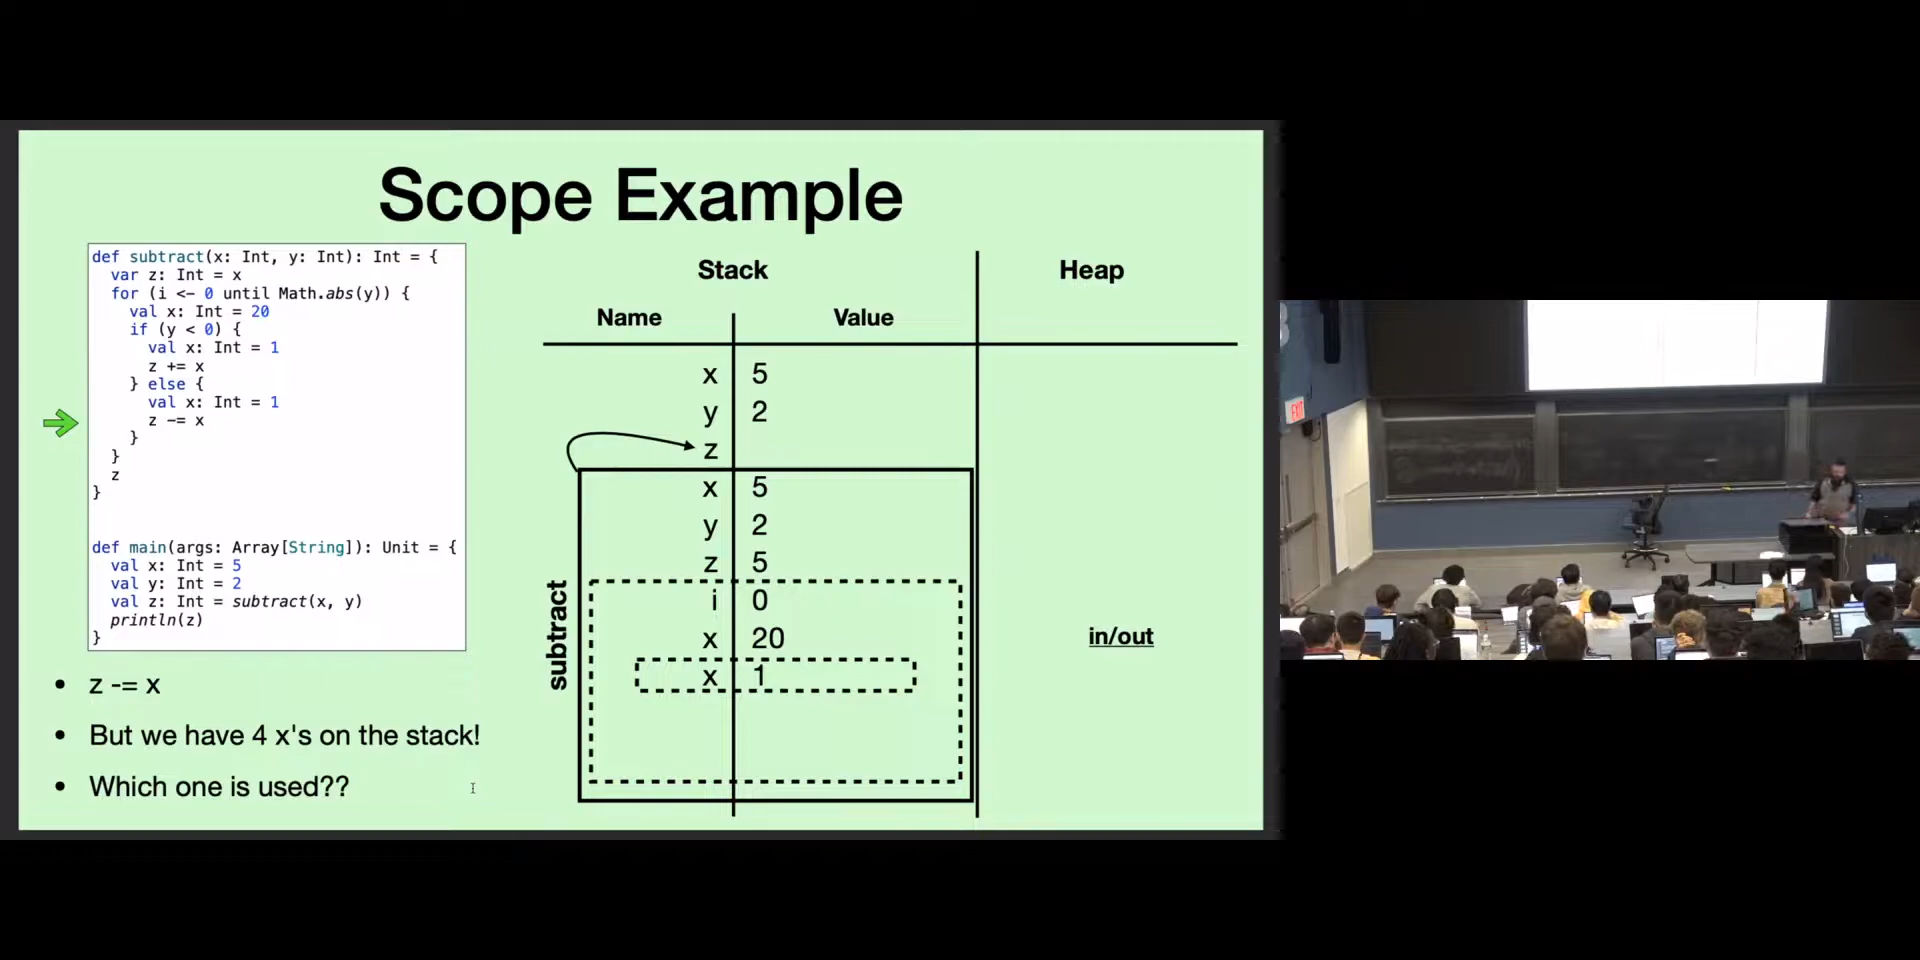 Scope Example
def subtract(x: Int, y: Int): Int = {
  var z: Int = x
  for (i <- 0 until Math.abs(y)) {
    val x: Int = 20
    if (y < 0) {
      val x: Int = 1
      z += x
    } else {
      val x: Int = 1
      z -= x
    }
  }
  z
}
def main(args: Array[String]): Unit = {
  val x: Int = 5
  val y: Int = 2
  val z: Int = subtract(x, y)
  println(z)
}
• z -= x
• But we have 4 x's on the stack!
• Which one is used??
Stack
Heap
Name
Value
x 5
y 2
z
subtract
x 5
y 2
z 5
i 0
x 20
x 1
in/out
EXIT